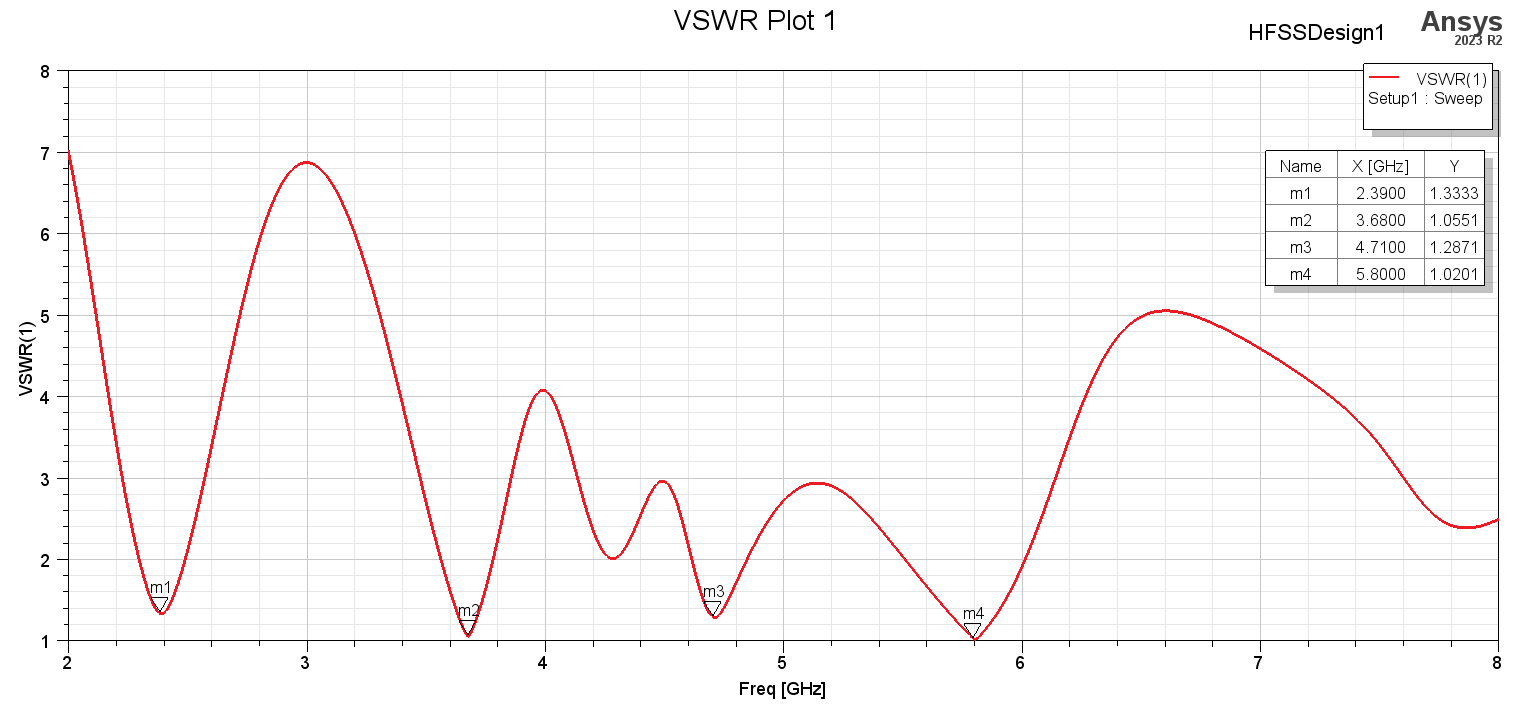 VSWR Plot 1
HFSSDesign1
Ansys
2023 R2
VSWR(1)
Setup1 : Sweep
Name X [GHz] Y
m1 2.3900 1.3333
m2 3.6800 1.0551
m3 4.7100 1.2871
m4 5.8000 1.0201
8
7
6
5
4
3
2
1
VSWR(1)
m1
m2
m3
m4
2 3 4 5 6 7 8
Freq [GHz]